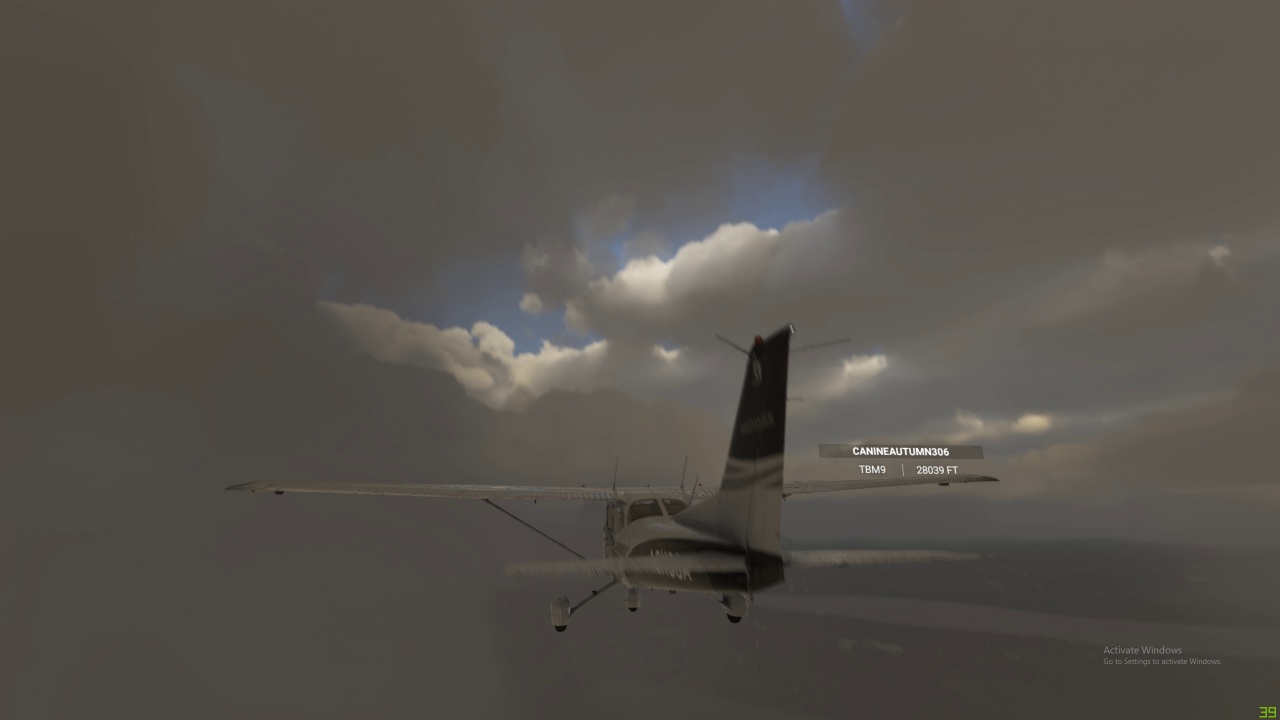 CANINEAUTUMN306
TBM9 | 28039 FT
Activate Windows
Go to Settings to activate Windows.
39